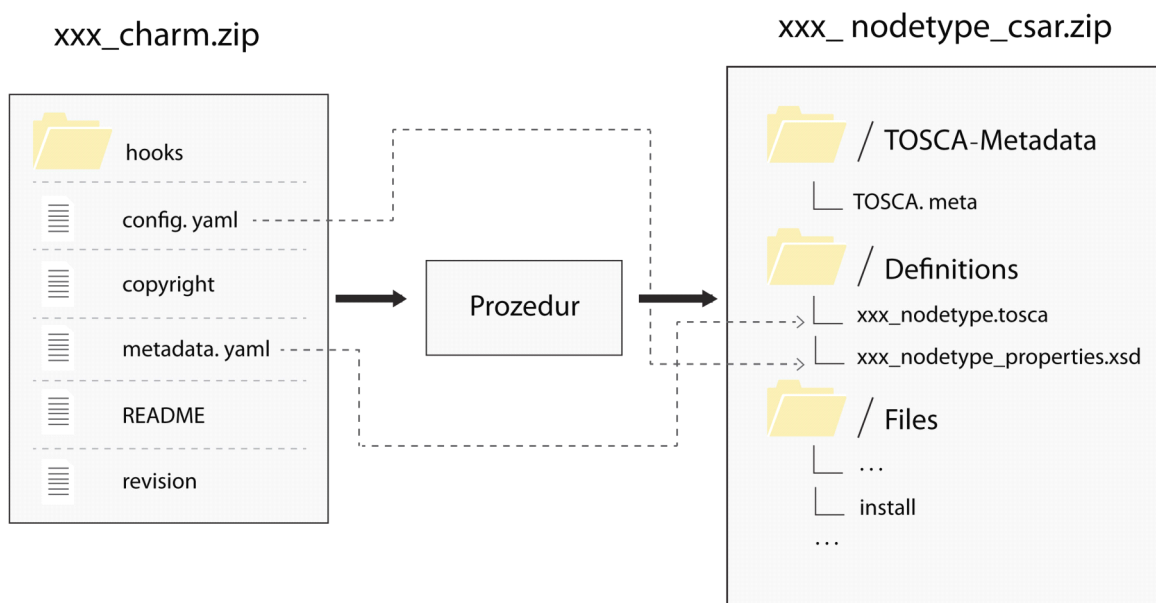 xxx_charm.zip
hooks
config. yaml
copyright
metadata. yaml
README
revision
Prozedur
xxx_ nodetype_csar.zip
/ TOSCA-Metadata
TOSCA. meta
/ Definitions
xxx_nodetype.tosca
xxx_nodetype_properties.xsd
/ Files
...
install
...